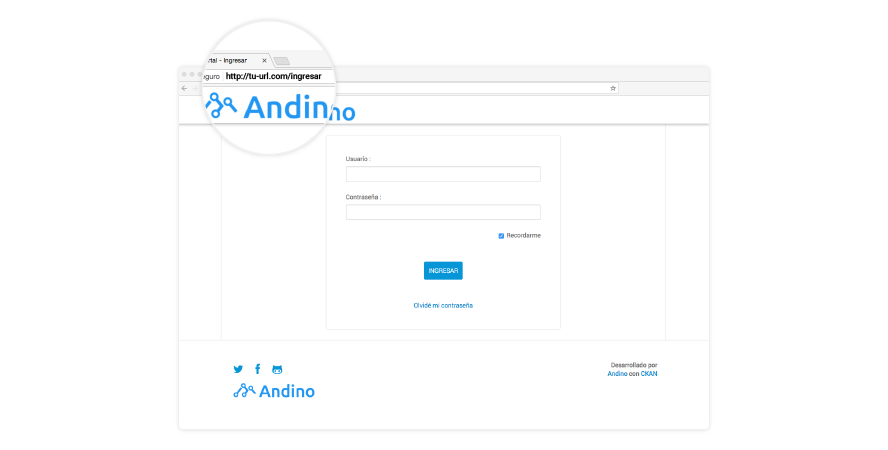 rtal - Ingresar
guro http://tu-url.com/ingresar
Andino
no
Usuario :
Contraseña :
Recordarme
INGRESAR
Olvidé mi contraseña
Desarrollado por
Andino con CKAN
Andino